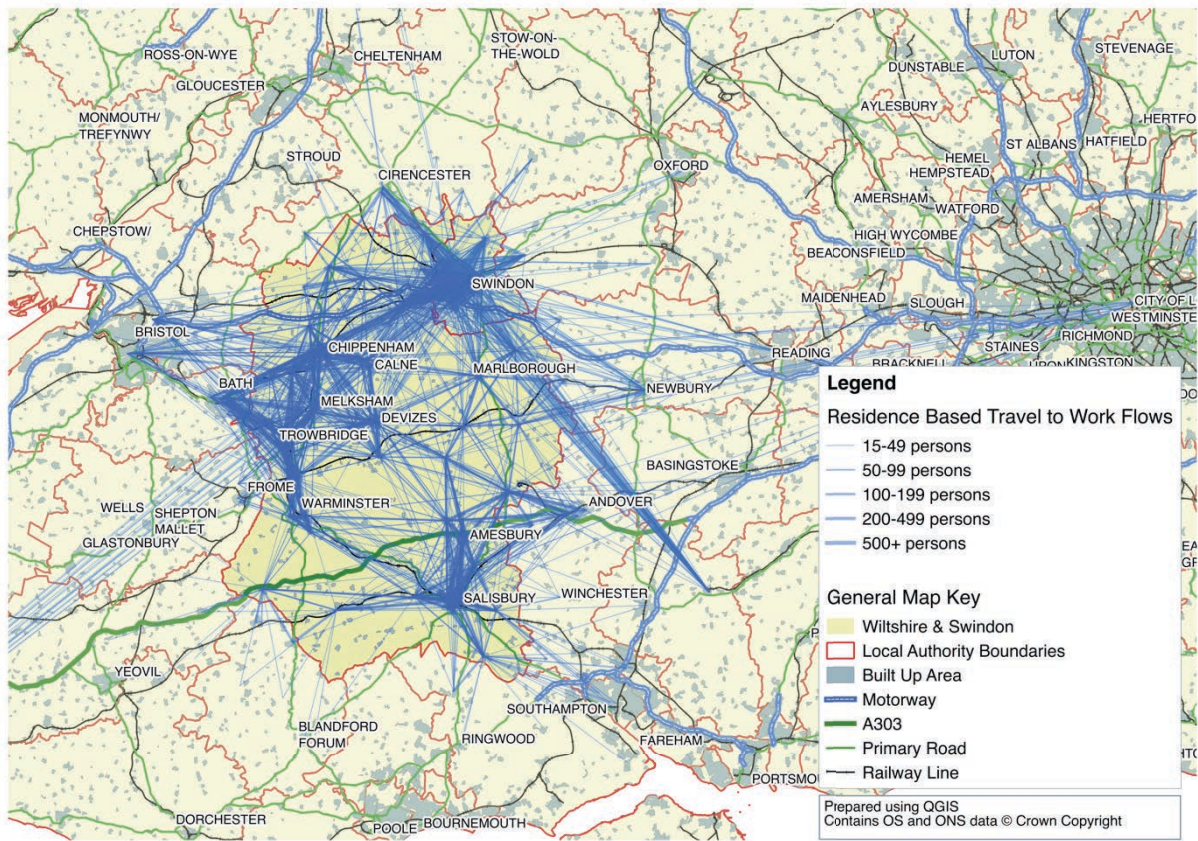 ROSS-ON-WYE
CHELTENHAM
STOW-ON-
THE-WOLD
STEVENAGE
LUTON
DUNSTABLE
GLOUCESTER
AYLESBURY
MONMOUTH/
TREFYNWY
HERTFO
HATFIELD
ST ALBANS
STROUD
OXFORD
HEMEL
HEMPSTEAD
CIRENCESTER
AMERSHAM
WATFORD
CHEPSTOW/
HIGH WYCOMBE
BEACONSFIELD
SWINDON
MAIDENHEAD
SLOUGH
CITY OF L
WESTMINSTE
BRISTOL
RICHMOND
CHIPPENHAM
STAINES
READING
BRACKNELL
KINGSTON
CALNE
MARLBOROUGH
BATH
NEWBURY
MELKSHAM
DEVIZES
TROWBRIDGE
BASINGSTOKE
FROME
WARMINSTER
ANDOVER
WELLS
SHEPTON
MALLET
GLASTONBURY
AMESBURY
SALISBURY
WINCHESTER
YEOVIL
SOUTHAMPTON
BLANDFORD
FORUM
RINGWOOD
FAREHAM
PORTSMOU
DORCHESTER
POOLE
BOURNEMOUTH
Legend
Residence Based Travel to Work Flows
15-49 persons
50-99 persons
100-199 persons
200-499 persons
500+ persons
General Map Key
Wiltshire & Swindon
Local Authority Boundaries
Built Up Area
Motorway
A303
Primary Road
Railway Line
Prepared using QGIS
Contains OS and ONS data © Crown Copyright